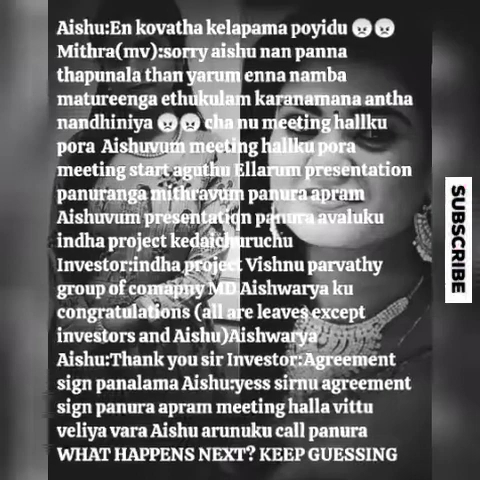 Aishu:En kovatha kelapama poyidu 😡😡
Mithra(mv):sorry aishu nan panna
thapunala than yarum enna namba
matureenga ethukulam karanamana antha
nandhiniya 😡😡 cha nu meeting hallku
pora Aishuvum meeting hallku pora
meeting start aguthu Ellarum presentation
panuranga mithravum panura apram
Aishuvum presentation panura avaluku
indha project kedaichuruchu
Investor:indha project Vishnu parvathy
group of comapny MD Aishwarya ku
congratulations (all are leaves except
investors and Aishu)Aishwarya
Aishu:Thank you sir Investor:Agreement
sign panalama Aishu:yess sirnu agreement
sign panura apram meeting halla vittu
veliya vara Aishu arunuku call panura
WHAT HAPPENS NEXT? KEEP GUESSING
SUBSCRIBE